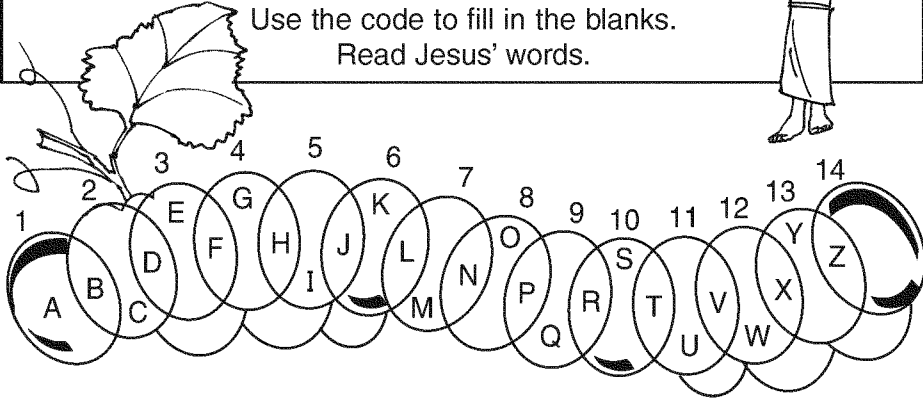 Use the code to fill in the blanks.
Read Jesus' words.
1 2 3 4 5 6 7 8 9 10 11 12 13 14
A B C D E F G H I J K L M N O P Q R S T U V W X Y Z